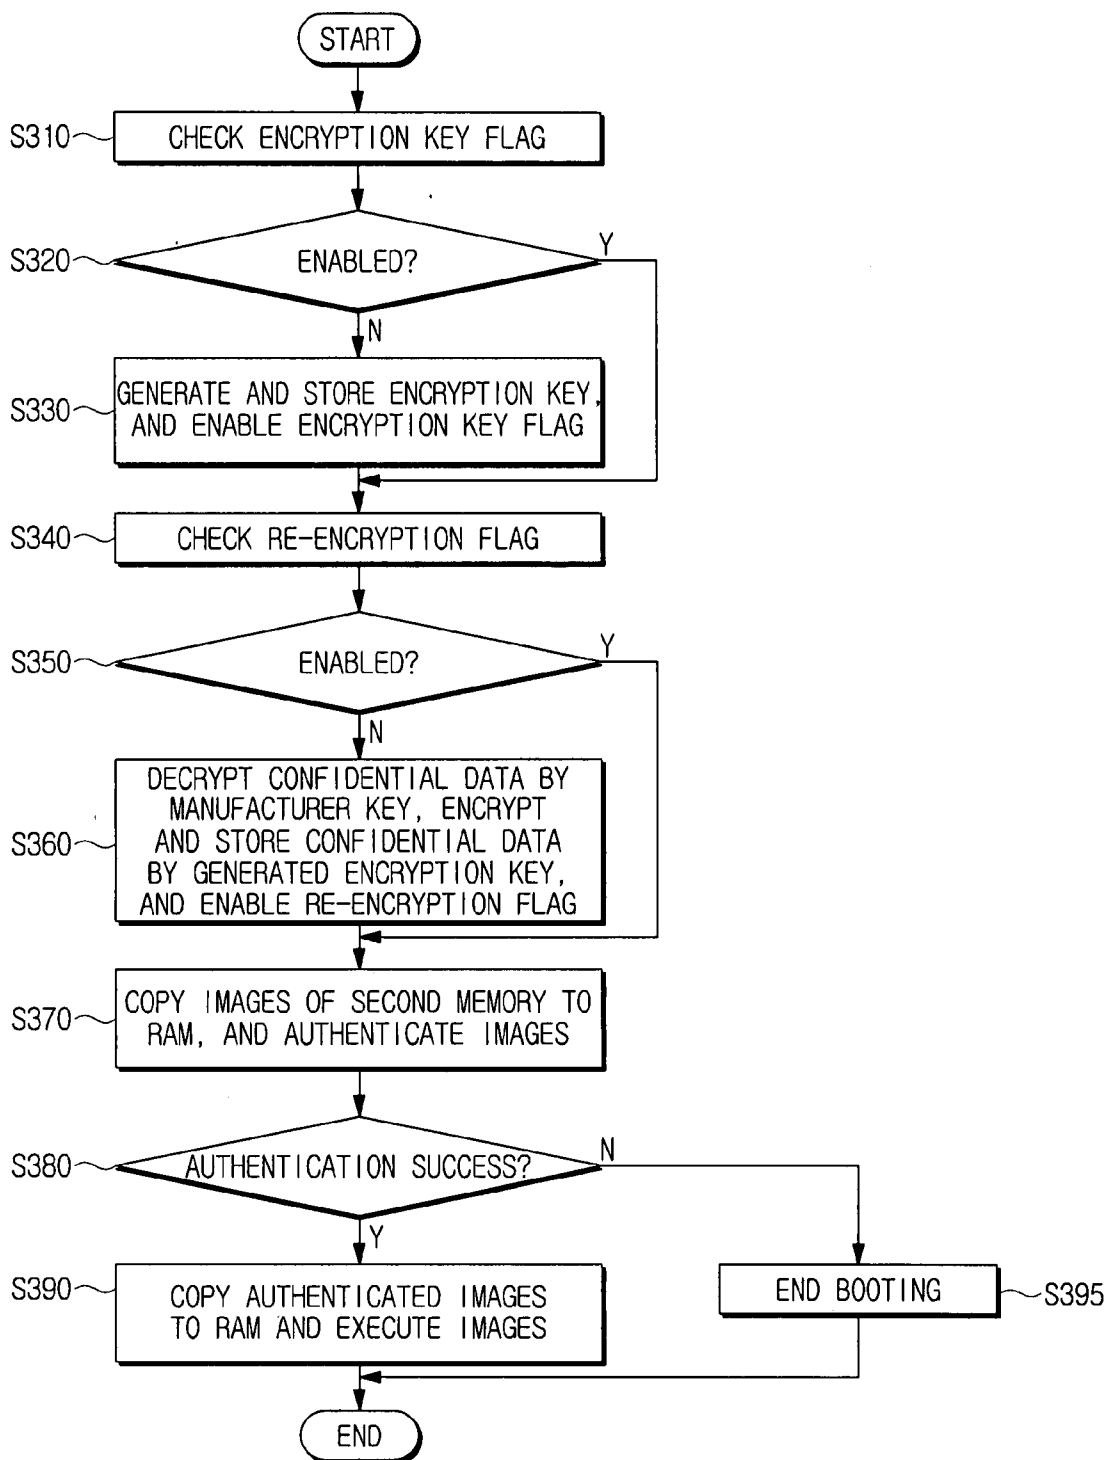 START
S310
CHECK ENCRYPTION KEY FLAG
S320
ENABLED?
Y
N
S330
GENERATE AND STORE ENCRYPTION KEY,
AND ENABLE ENCRYPTION KEY FLAG
S340
CHECK RE-ENCRYPTION FLAG
S350
ENABLED?
Y
N
S360
DECRYPT CONFIDENTIAL DATA BY
MANUFACTURER KEY, ENCRYPT
AND STORE CONFIDENTIAL DATA
BY GENERATED ENCRYPTION KEY,
AND ENABLE RE-ENCRYPTION FLAG
S370
COPY IMAGES OF SECOND MEMORY TO
RAM, AND AUTHENTICATE IMAGES
S380
AUTHENTICATION SUCCESS?
N
Y
S390
COPY AUTHENTICATED IMAGES
TO RAM AND EXECUTE IMAGES
END BOOTING
S395
END